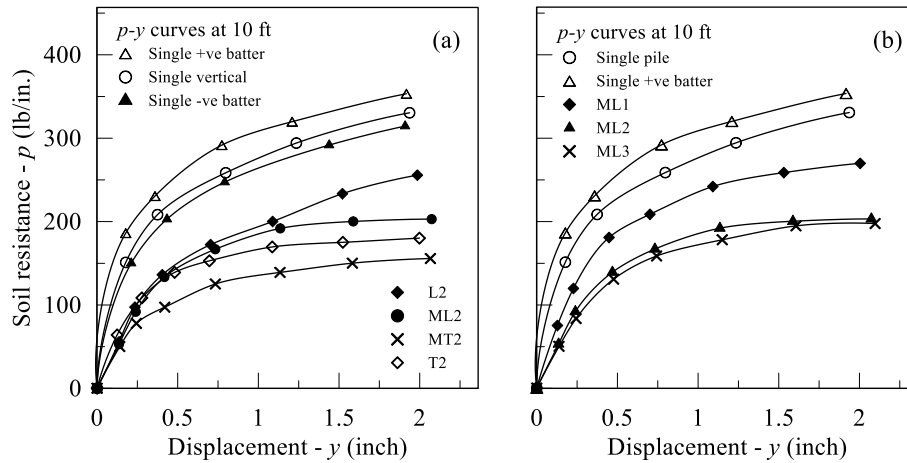 p-y curves at 10 ft
(a)
Single +ve batter
Single vertical
Single -ve batter
L2
ML2
MT2
T2
450
400
300
200
100
0
Soil resistance - p (lb/in.)
0
0.5
1
1.5
2
Displacement - y (inch)
p-y curves at 10 ft
(b)
Single pile
Single +ve batter
ML1
ML2
ML3
0
0.5
1
1.5
2
Displacement - y (inch)